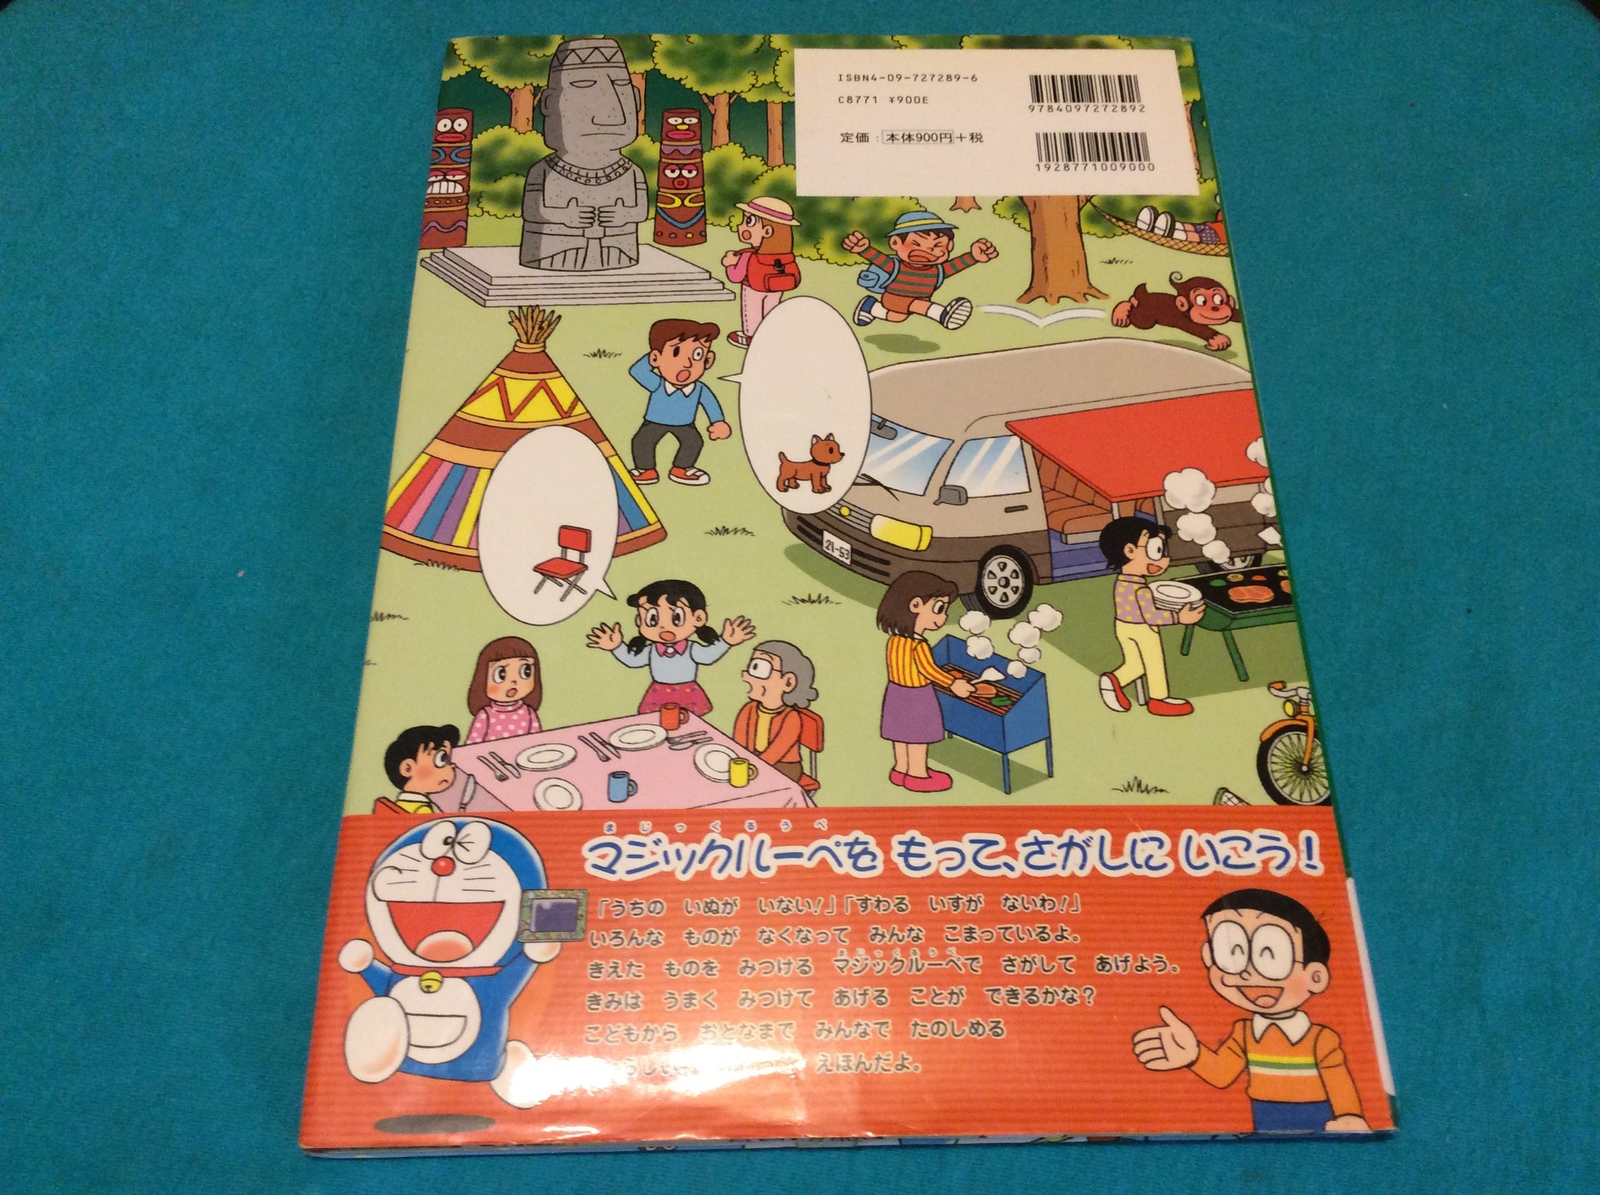 ISBN4-09-727289-6
C8771 ¥900E
9784097272892
定価:本体900円+税
1928771009000
21-53
まじっくるうぺ
マジックルーペを もって、さがしに いこう!
「うちの いぬが いない!」「すわる いすが ないわ!」
いろんな ものが なくなって みんな こまっているよ。
まじっくるうぺ
きえた ものを みつける マジックルーペで さがして あげよう。
きみは うまく みつけて あげる ことが できるかな?
こどもから おとなまで みんなで たのしめる
えほんだよ。